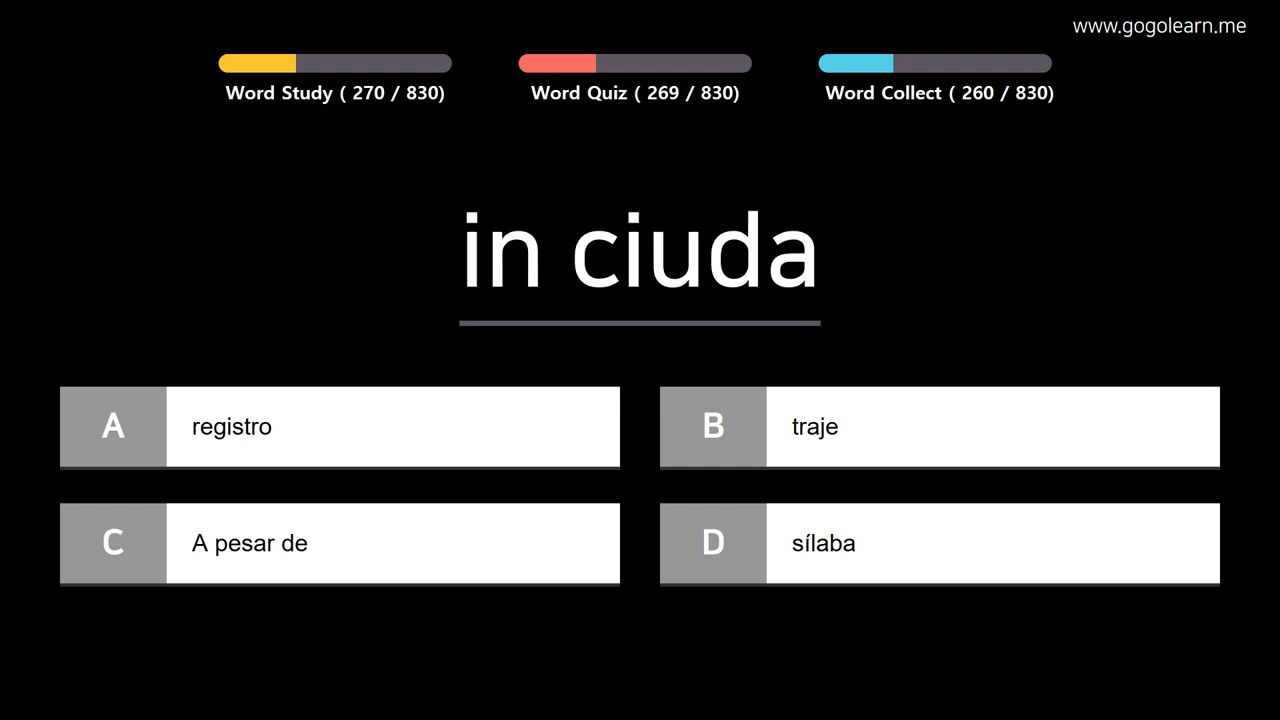 www.gogolearn.me
Word Study ( 270 / 830)
Word Quiz ( 269 / 830)
Word Collect ( 260 / 830)
in ciuda
A registro
B traje
C A pesar de
D sílaba